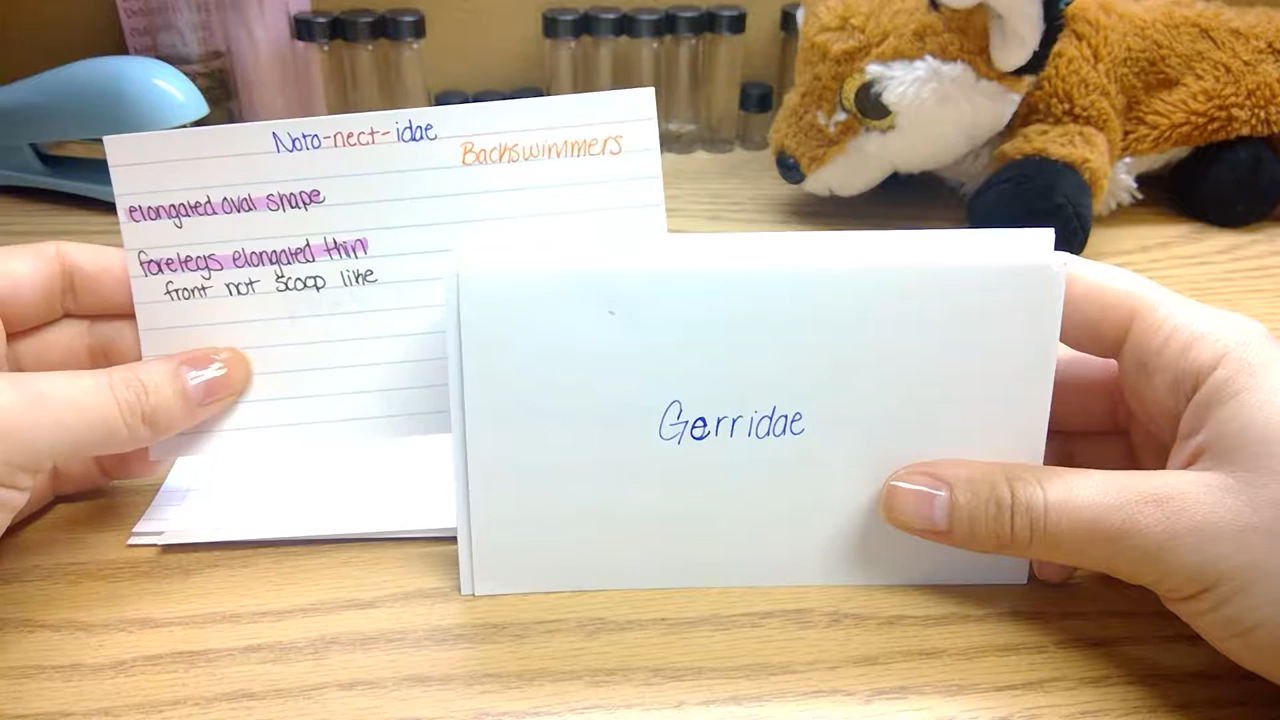 Noto-nect-idae
Backswimmers
elongated oval shape
forelegs elongated thin
front not scoop like
Gerridae